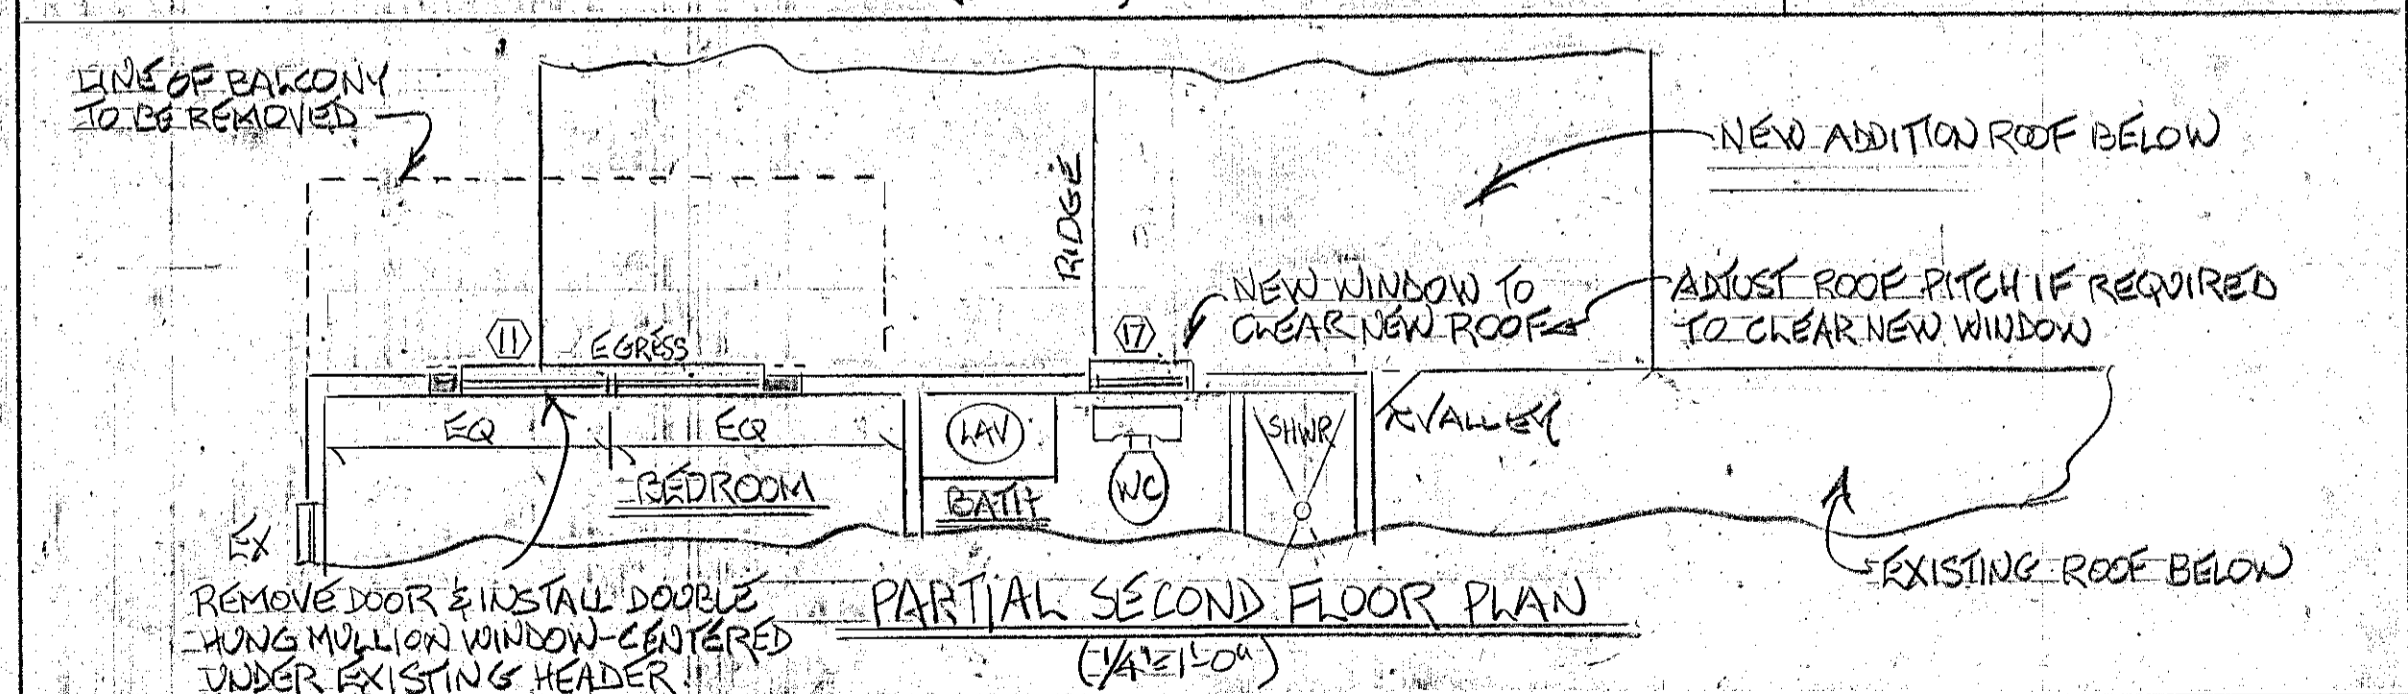 LINE OF BALCONY
TO BE REMOVED
RIDGE
NEW ADDITION ROOF BELOW
NEW WINDOW TO
CLEAR NEW ROOF
ADJUST ROOF PITCH IF REQUIRED
TO CLEAR NEW WINDOW
11
EGRESS
17
EQ
EQ
LAV
SHWR
VALLEY
BEDROOM
BATH
WC
EX
EXISTING ROOF BELOW
REMOVE DOOR & INSTALL DOUBLE
HUNG MULLION WINDOW-CENTERED
UNDER EXISTING HEADER.
PARTIAL SECOND FLOOR PLAN
(1/4"=1'-0")